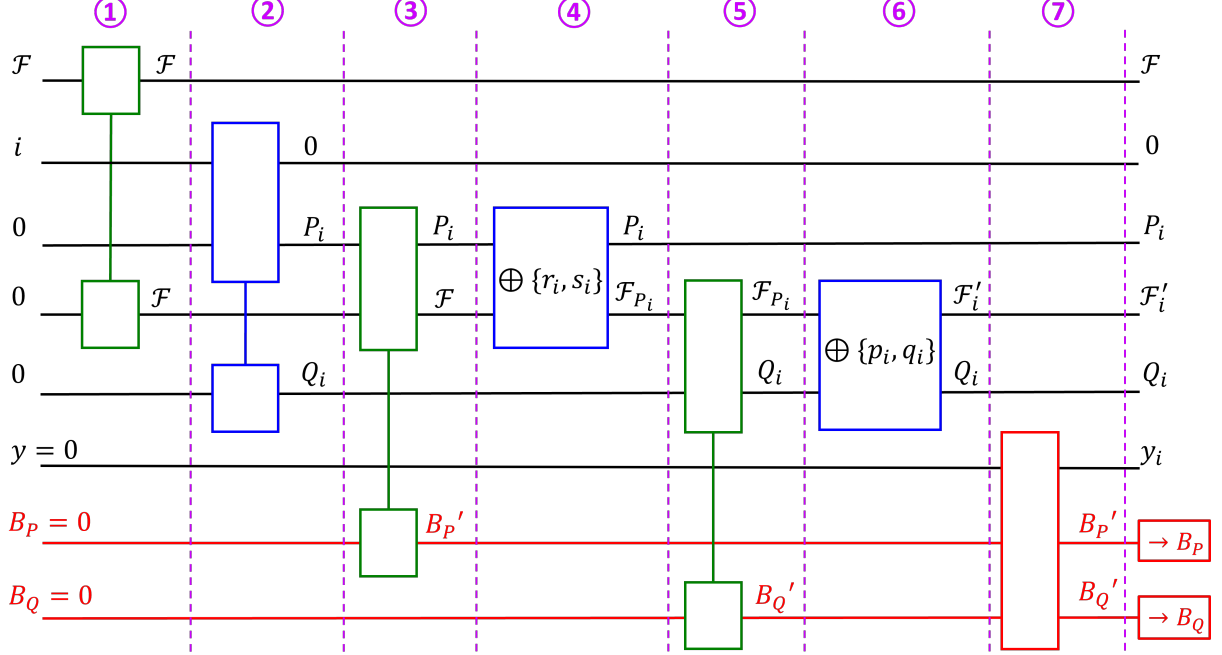 ① ② ③ ④ ⑤ ⑥ ⑦
ℱ ℱ ℱ
i 0 0
0 P_i P_i P_i P_i
⊕ {r_i, s_i}
0 ℱ ℱ ℱ_{P_i} ℱ_{P_i} ℱ_i′ ℱ_i′
⊕ {p_i, q_i}
0 Q_i Q_i Q_i Q_i
y = 0 y_i
B_P = 0 B_P′ B_P′ → B_P
B_Q = 0 B_Q′ B_Q′ → B_Q